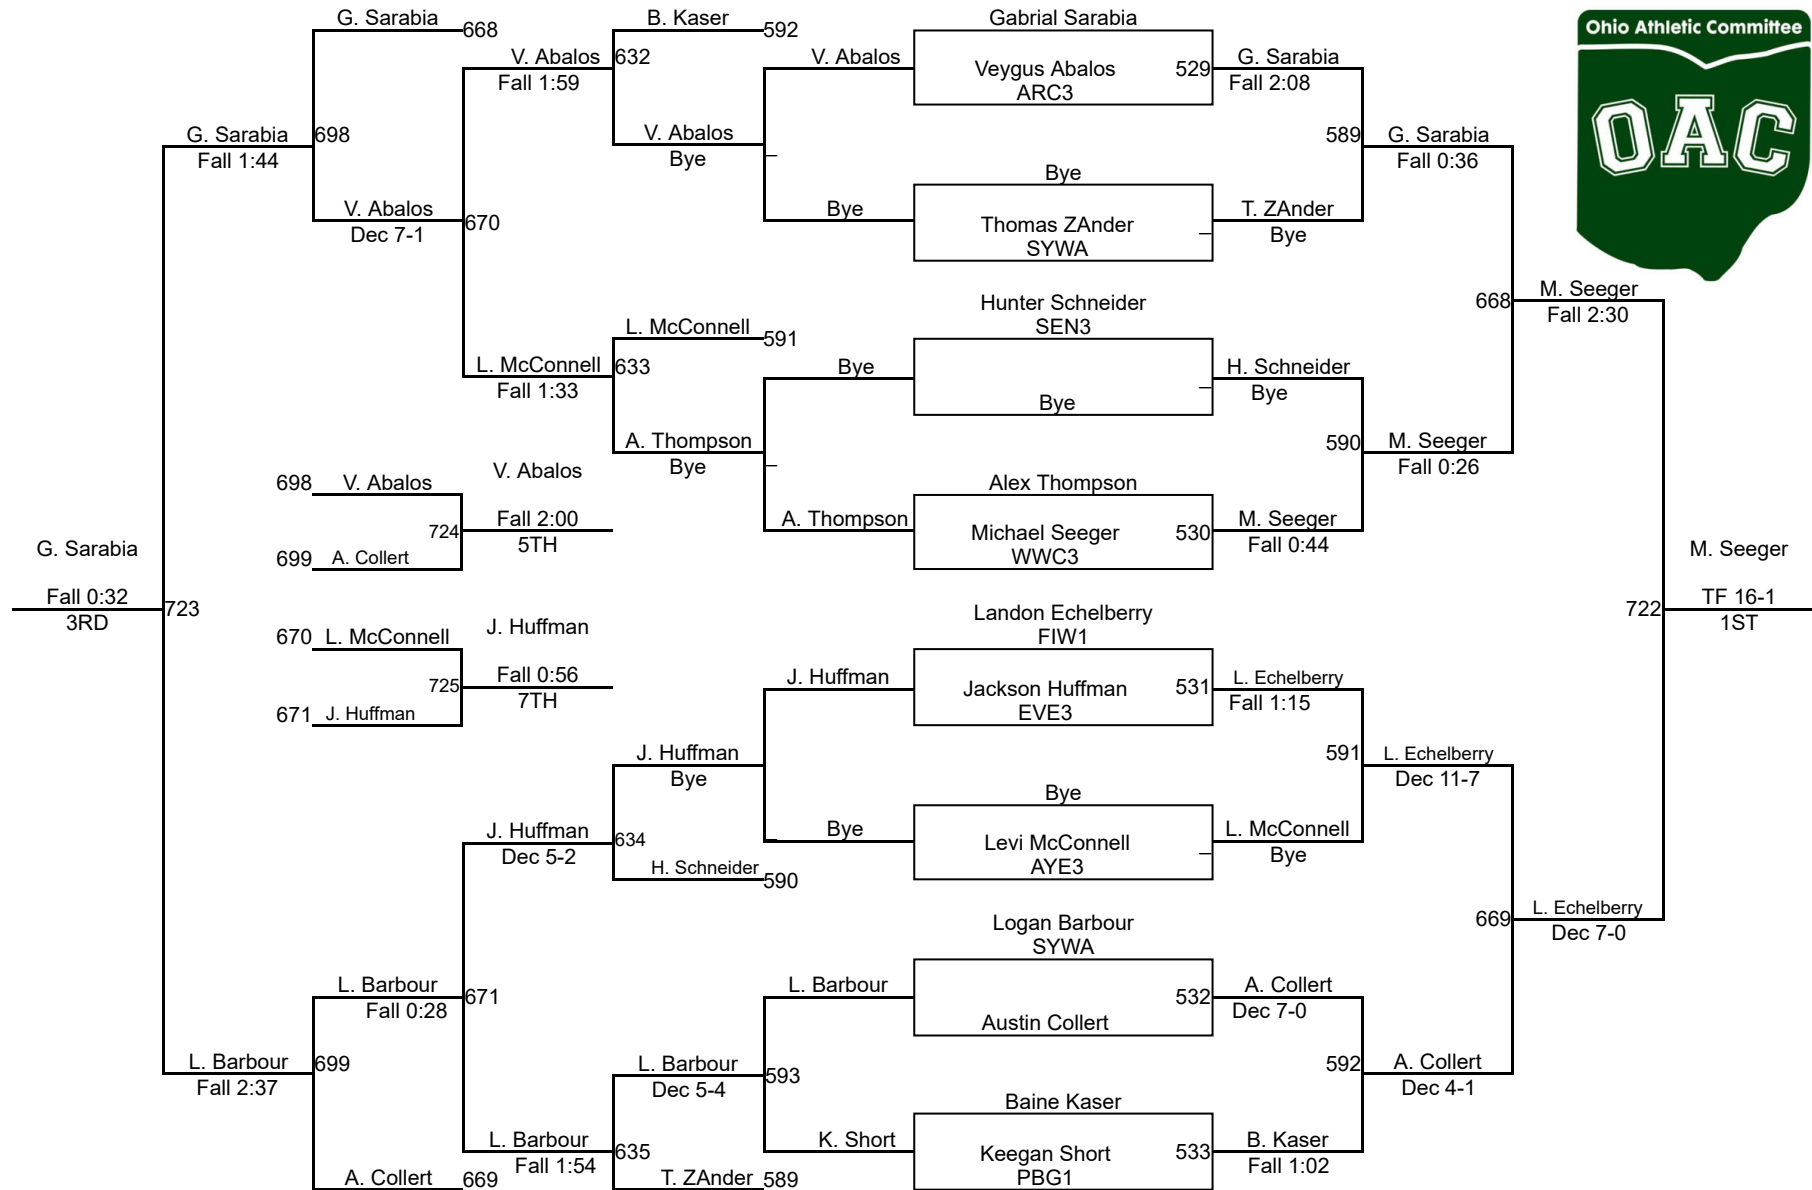 G. Sarabia
668
B. Kaser
592
Gabrial Sarabia
Ohio Athletic Committee
V. Abalos
632
Fall 1:59
V. Abalos
Veygus Abalos
529
ARC3
G. Sarabia
Fall 2:08
OAC
G. Sarabia
698
Fall 1:44
V. Abalos
Bye
589
G. Sarabia
Fall 0:36
Bye
V. Abalos
670
Dec 7-1
Bye
Thomas ZAnder
SYWA
T. ZAnder
Bye
668
M. Seeger
Fall 2:30
Hunter Schneider
SEN3
L. McConnell
591
L. McConnell
633
Fall 1:33
Bye
Bye
H. Schneider
Bye
A. Thompson
Bye
590
M. Seeger
Fall 0:26
698
V. Abalos
V. Abalos
Alex Thompson
724
Fall 2:00
5TH
A. Thompson
Michael Seeger
530
WWC3
M. Seeger
Fall 0:44
699
A. Collert
G. Sarabia
Fall 0:32
723
3RD
M. Seeger
722
TF 16-1
1ST
670
L. McConnell
J. Huffman
Landon Echelberry
FIW1
725
Fall 0:56
7TH
J. Huffman
Jackson Huffman
531
EVE3
L. Echelberry
Fall 1:15
671
J. Huffman
J. Huffman
Bye
591
L. Echelberry
Dec 11-7
Bye
J. Huffman
634
Dec 5-2
Bye
Levi McConnell
AYE3
L. McConnell
Bye
H. Schneider
590
669
L. Echelberry
Dec 7-0
Logan Barbour
SYWA
L. Barbour
671
Fall 0:28
L. Barbour
532
Austin Collert
A. Collert
Dec 7-0
L. Barbour
699
Fall 2:37
L. Barbour
593
Dec 5-4
592
A. Collert
Dec 4-1
Baine Kaser
L. Barbour
635
Fall 1:54
K. Short
Keegan Short
533
PBG1
B. Kaser
Fall 1:02
A. Collert
669
T. ZAnder
589